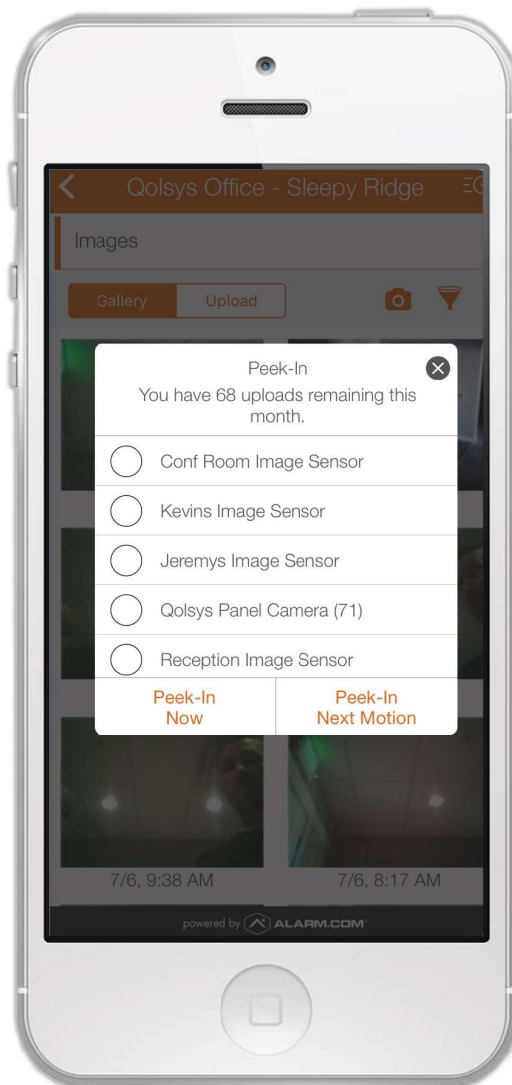 Qolsys Office - Sleepy Ridge
Images
Gallery
Upload
Peek-In
You have 68 uploads remaining this
month.
Conf Room Image Sensor
Kevins Image Sensor
Jeremys Image Sensor
Qolsys Panel Camera (71)
Reception Image Sensor
Peek-In
Now
Peek-In
Next Motion
7/6, 9:38 AM
7/6, 8:17 AM
powered by ALARM.COM